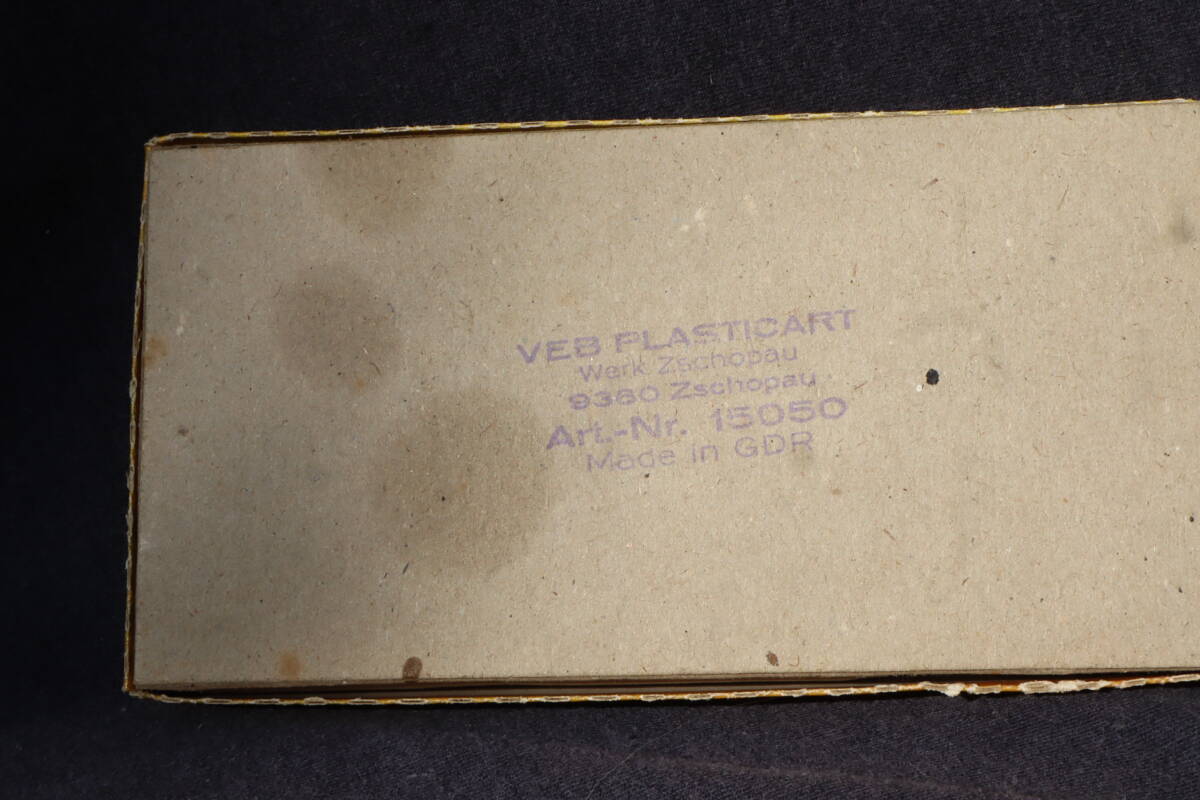 VEB PLASTICART
Werk Zschopau
9360 Zschopau
Art.-Nr. 15050
Made in GDR